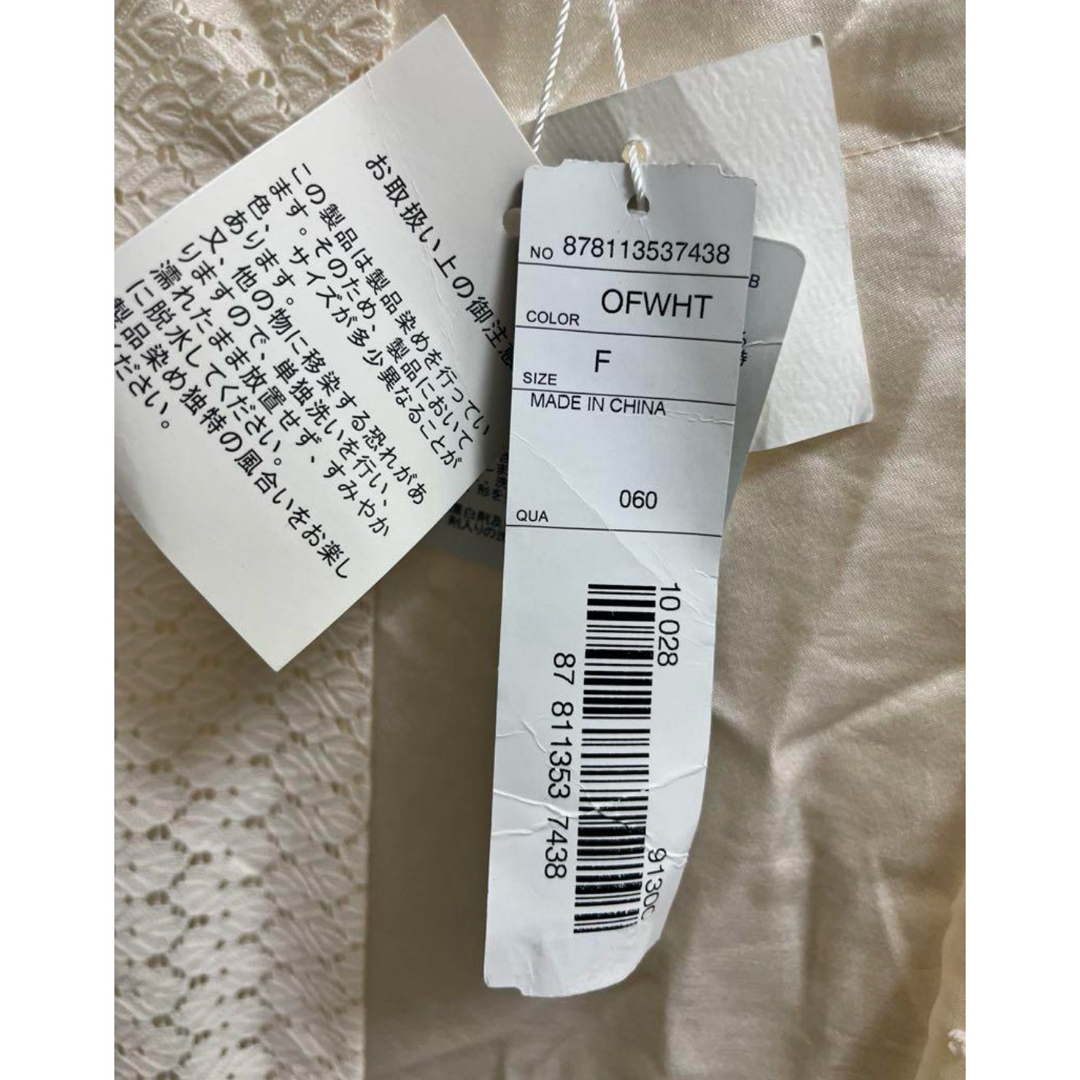 お取扱い上の御注意
この製品は製品染めを行ってい
ます。そのため、製品において
色、サイズが多少異なることが
あります。
又、他の物に移染する恐れがあ
りますので、単独洗いを行い、
濡れたまま放置せず、すみやか
に脱水してください。
製品染め独特の風合いをお楽し
ください。
NO 878113537438
COLOR OFWHT
SIZE F
MADE IN CHINA
060
QUA
10 028
87 811353 7438
9130
B